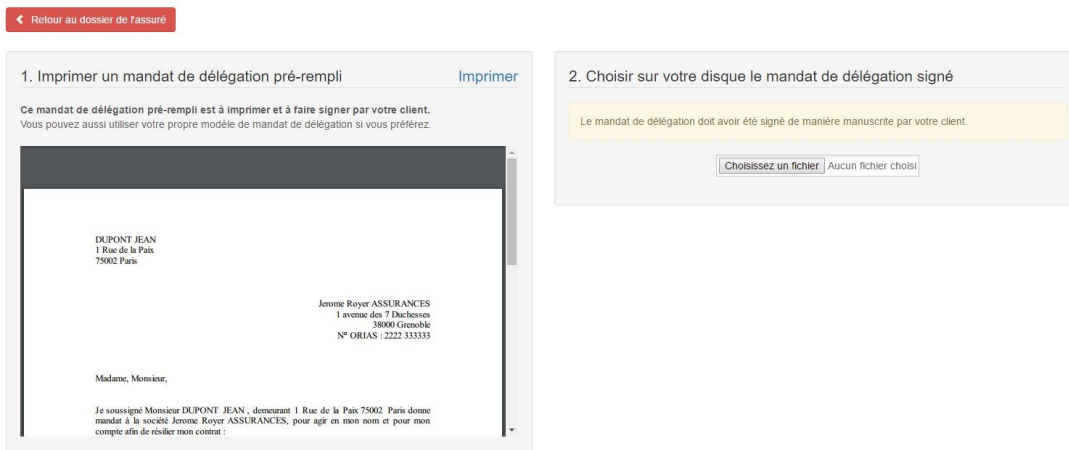 Retour au dossier de l'assuré
1. Imprimer un mandat de délégation pré-rempli
Imprimer
Ce mandat de délégation pré-rempli est à imprimer et à faire signer par votre client.
Vous pouvez aussi utiliser votre propre modèle de mandat de délégation si vous préférez.
DUPONT JEAN
1 Rue de la Paix
75002 Paris
Jerome Royer ASSURANCES
1 avenue des 7 Duchesses
38000 Grenoble
N° ORIAS : 2222 333333
Madame, Monsieur,
Je soussigné Monsieur DUPONT JEAN , demeurant 1 Rue de la Paix 75002 Paris donne
mandat à la société Jerome Royer ASSURANCES, pour agir en mon nom et pour mon
compte afin de résilier mon contrat :
2. Choisir sur votre disque le mandat de délégation signé
Le mandat de délégation doit avoir été signé de manière manuscrite par votre client.
Choisissez un fichier Aucun fichier choisi